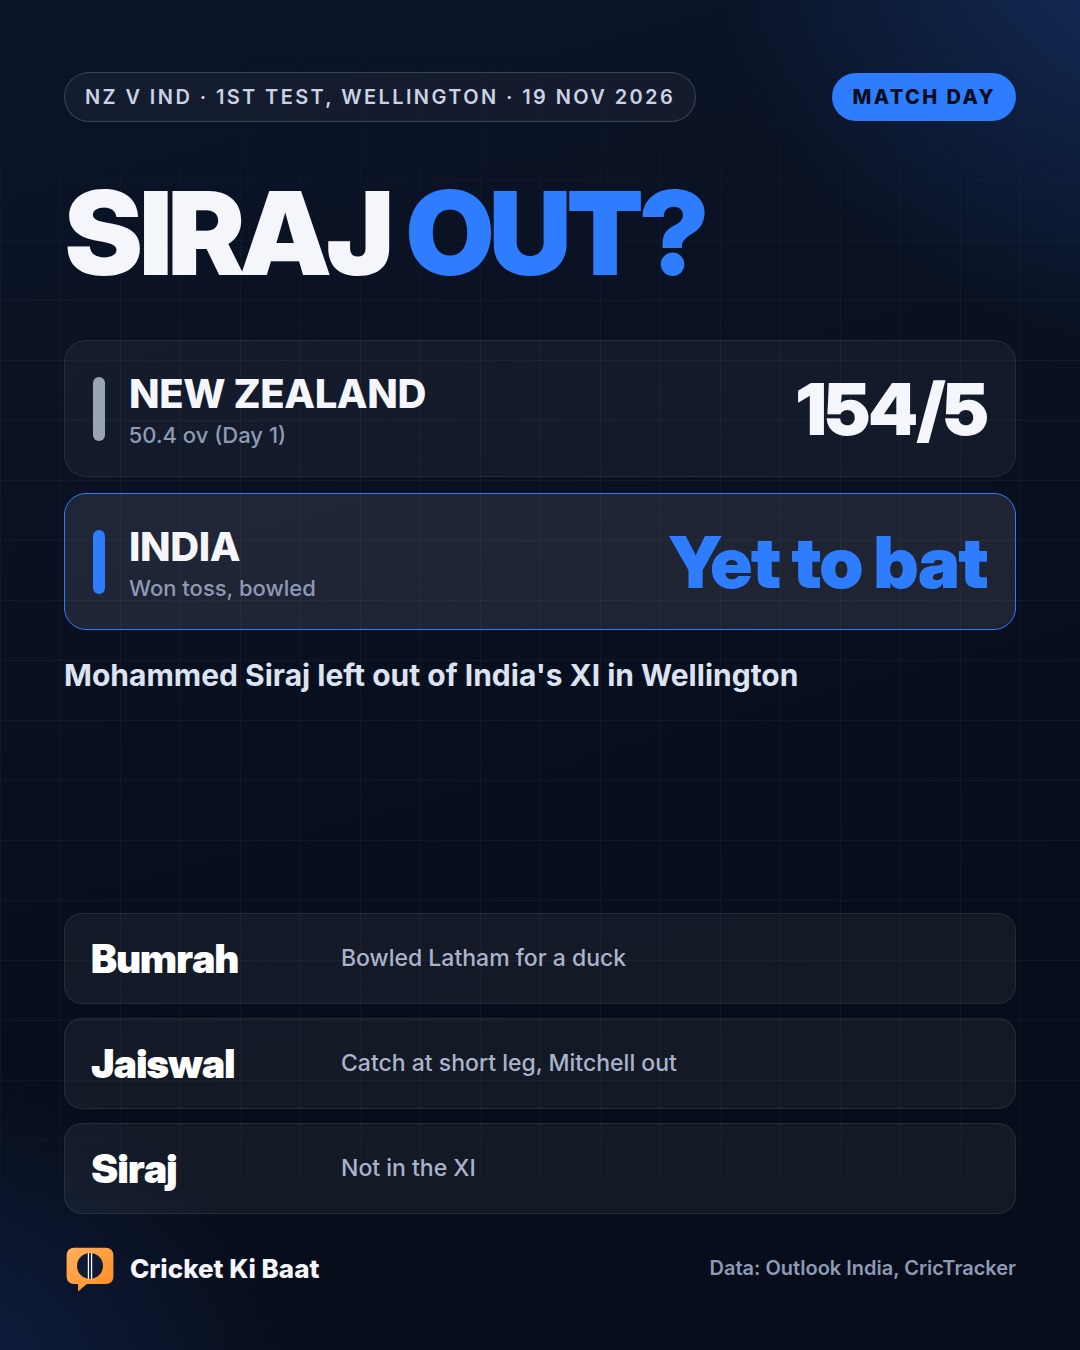 NZ V IND · 1ST TEST, WELLINGTON · 19 NOV 2026
MATCH DAY
SIRAJ OUT?
NEW ZEALAND
50.4 ov (Day 1)
154/5
INDIA
Won toss, bowled
Yet to bat
Mohammed Siraj left out of India's XI in Wellington
Bumrah
Bowled Latham for a duck
Jaiswal
Catch at short leg, Mitchell out
Siraj
Not in the XI
Cricket Ki Baat
Data: Outlook India, CricTracker